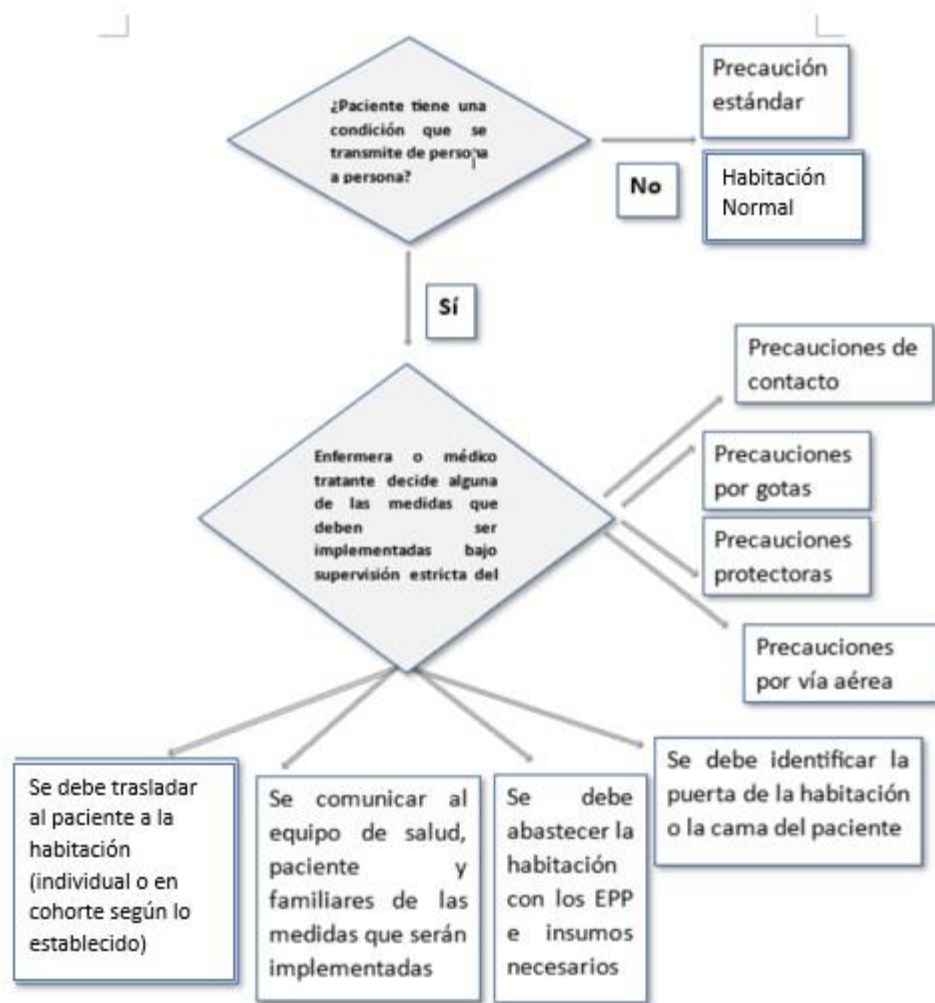 ¿Paciente tiene una
condición que se
transmite de persona
a persona?
Precaución
estándar
No
Habitación
Normal
Sí
Enfermera o médico
tratante decide alguna
de las medidas que
deben ser
implementadas bajo
supervisión estricta del
Precauciones de
contacto
Precauciones
por gotas
Precauciones
protectoras
Precauciones
por vía aérea
Se debe trasladar
al paciente a la
habitación
(individual o en
cohorte según lo
establecido)
Se comunicar al
equipo de salud,
paciente y
familiares de las
medidas que serán
implementadas
Se debe
abastecer la
habitación
con los EPP
e insumos
necesarios
Se debe identificar la
puerta de la habitación
o la cama del paciente